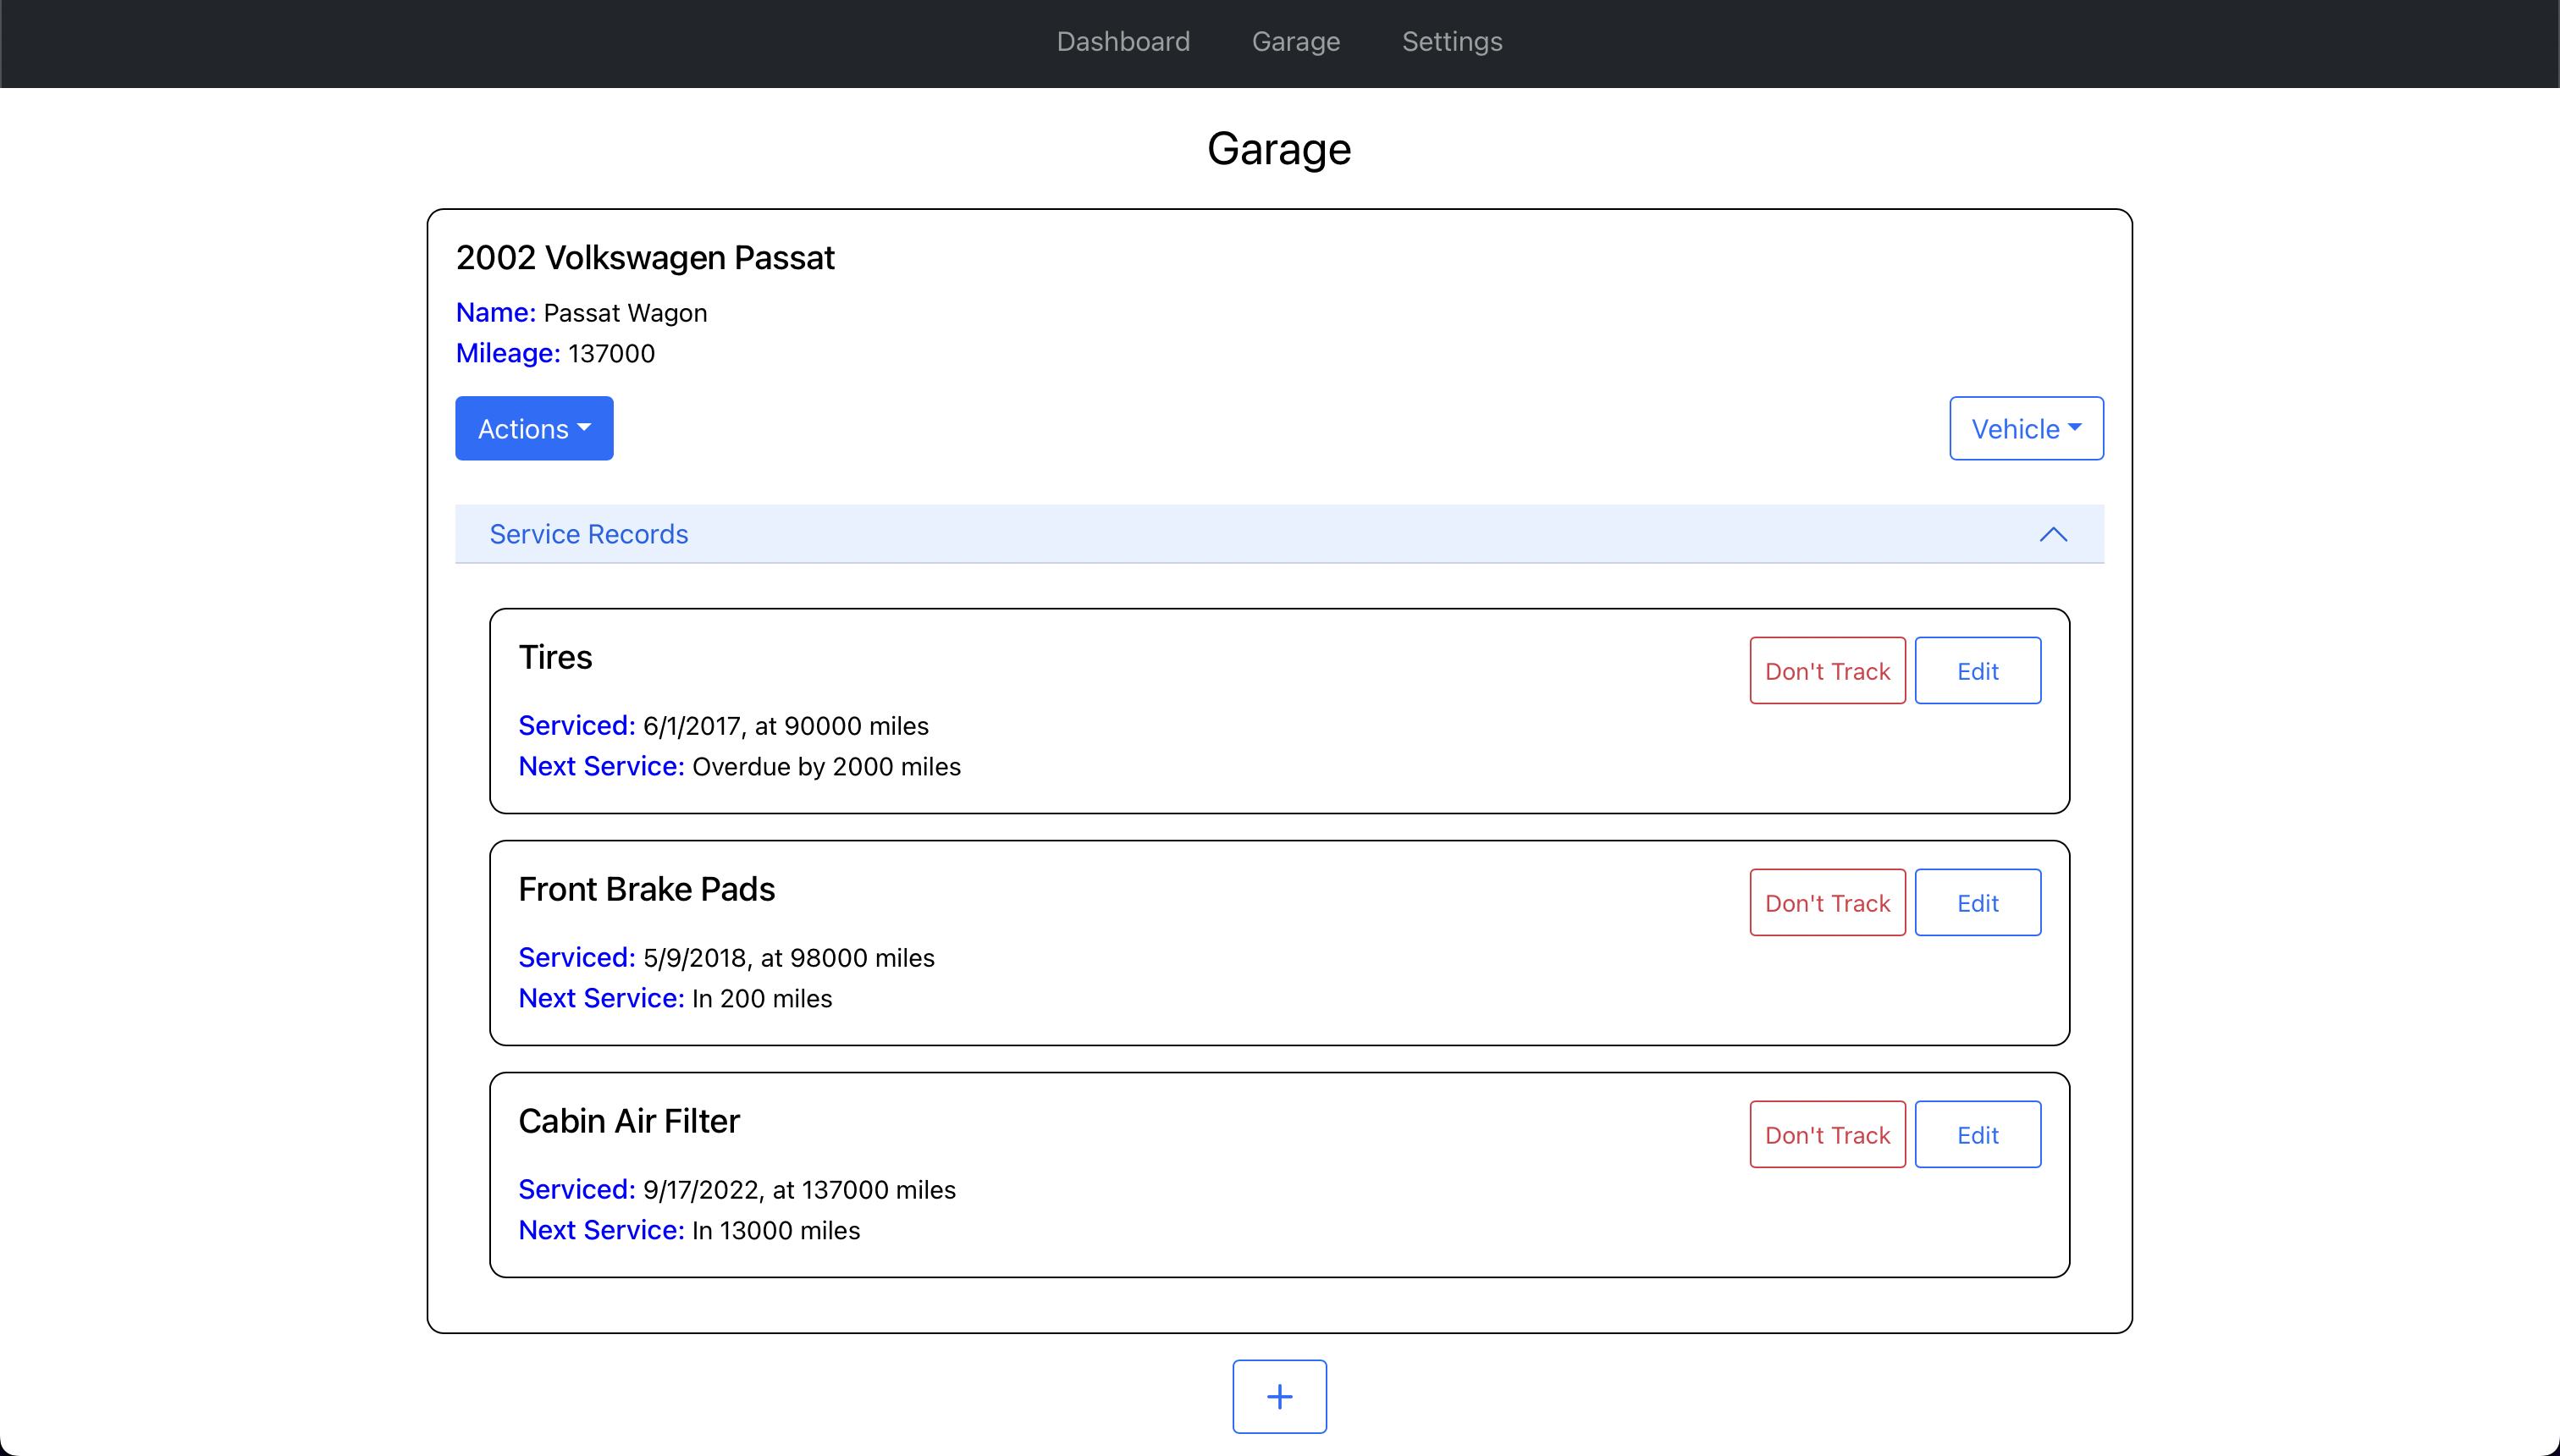 Dashboard Garage Settings
Garage
2002 Volkswagen Passat
Name: Passat Wagon
Mileage: 137000
Actions Vehicle
Service Records
Tires Don't Track Edit
Serviced: 6/1/2017, at 90000 miles
Next Service: Overdue by 2000 miles
Front Brake Pads Don't Track Edit
Serviced: 5/9/2018, at 98000 miles
Next Service: In 200 miles
Cabin Air Filter Don't Track Edit
Serviced: 9/17/2022, at 137000 miles
Next Service: In 13000 miles
+